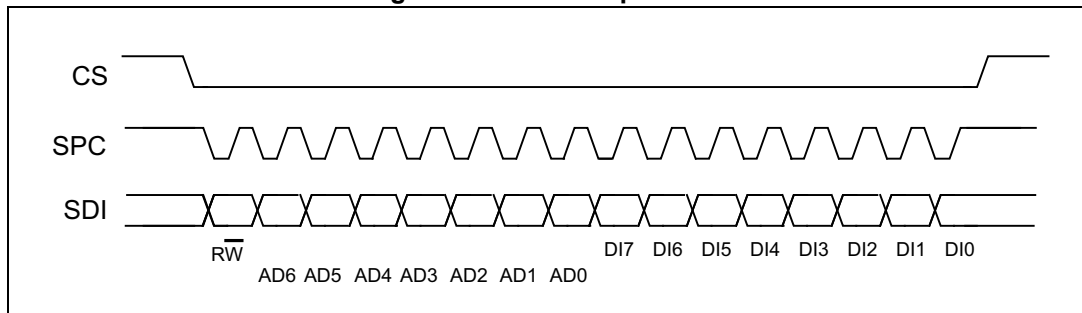 CS
SPC
SDI
RW̅
DI7 DI6 DI5 DI4 DI3 DI2 DI1 DI0
AD6 AD5 AD4 AD3 AD2 AD1 AD0